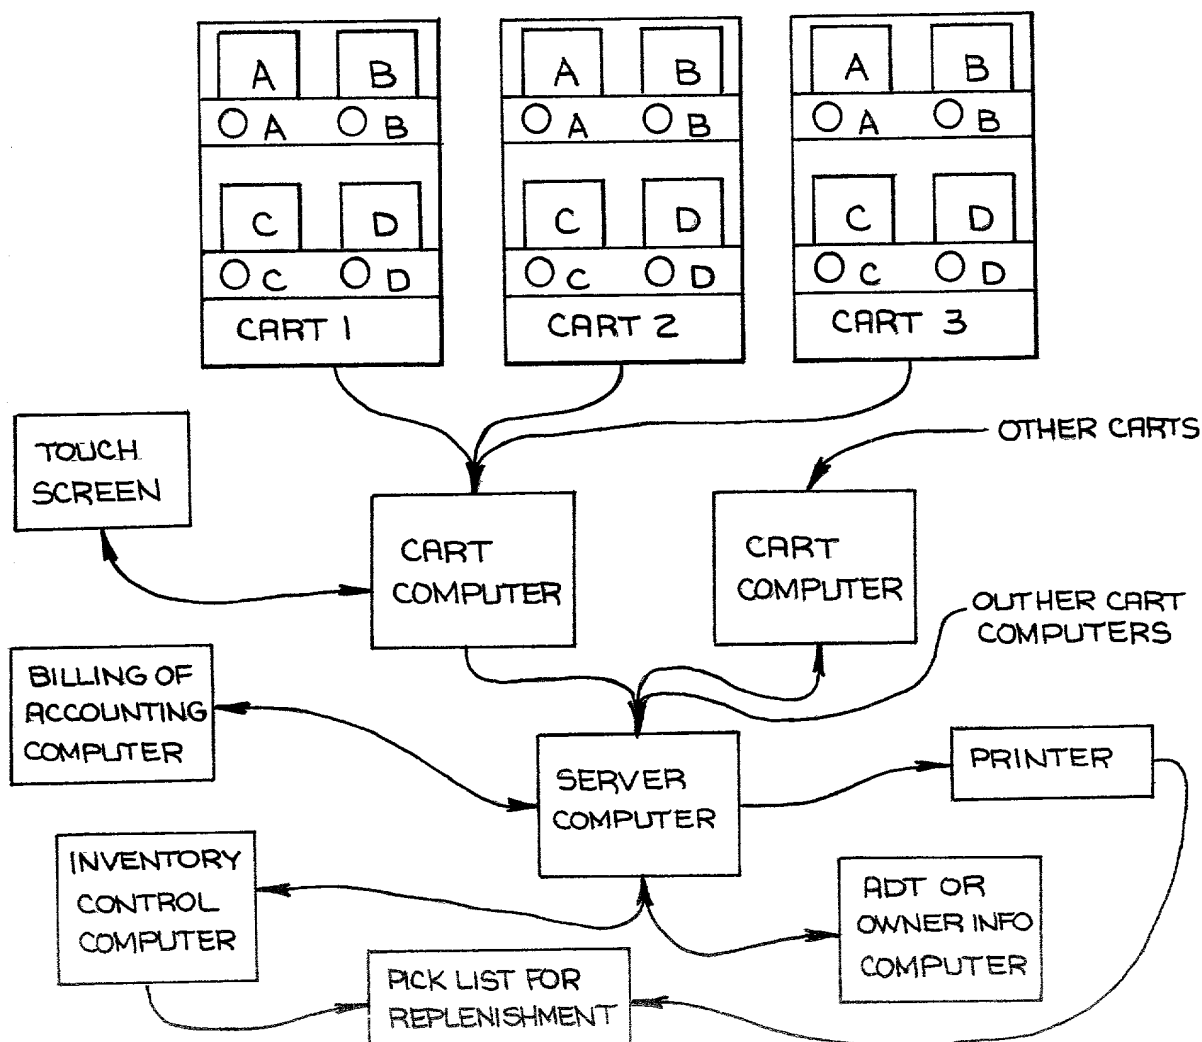 A B
A B
C D
C D
CART 1
A B
A B
C D
C D
CART 2
A B
A B
C D
C D
CART 3
TOUCH
SCREEN
OTHER CARTS
CART
COMPUTER
CART
COMPUTER
OUTHER CART
COMPUTERS
BILLING OF
ACCOUNTING
COMPUTER
SERVER
COMPUTER
PRINTER
INVENTORY
CONTROL
COMPUTER
ADT OR
OWNER INFO
COMPUTER
PICK LIST FOR
REPLENISHMENT